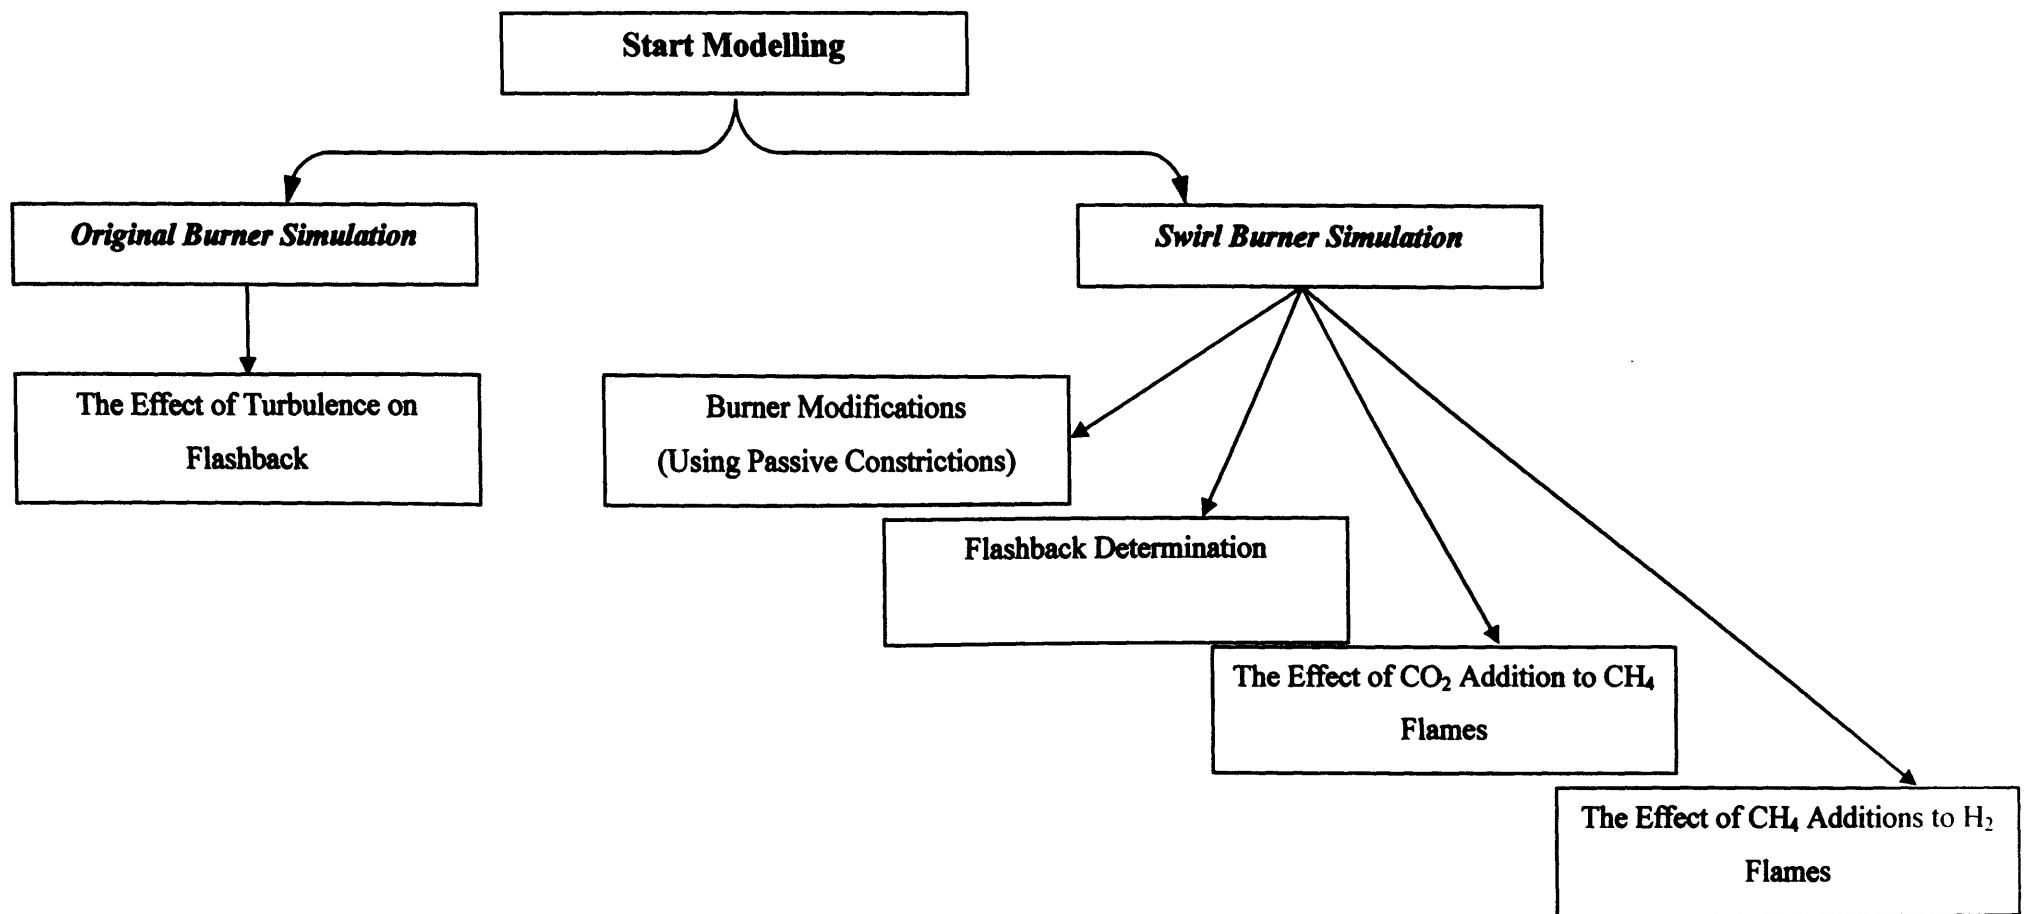 Start Modelling
Original Burner Simulation
Swirl Burner Simulation
The Effect of Turbulence on
Flashback
Burner Modifications
(Using Passive Constrictions)
Flashback Determination
The Effect of CO₂ Addition to CH₄
Flames
The Effect of CH₄ Additions to H₂
Flames